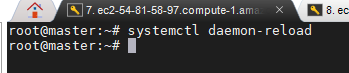 7. ec2-54-81-58-97.compute-1.ama
8. ec
root@master:~# systemctl daemon-reload
root@master:~#